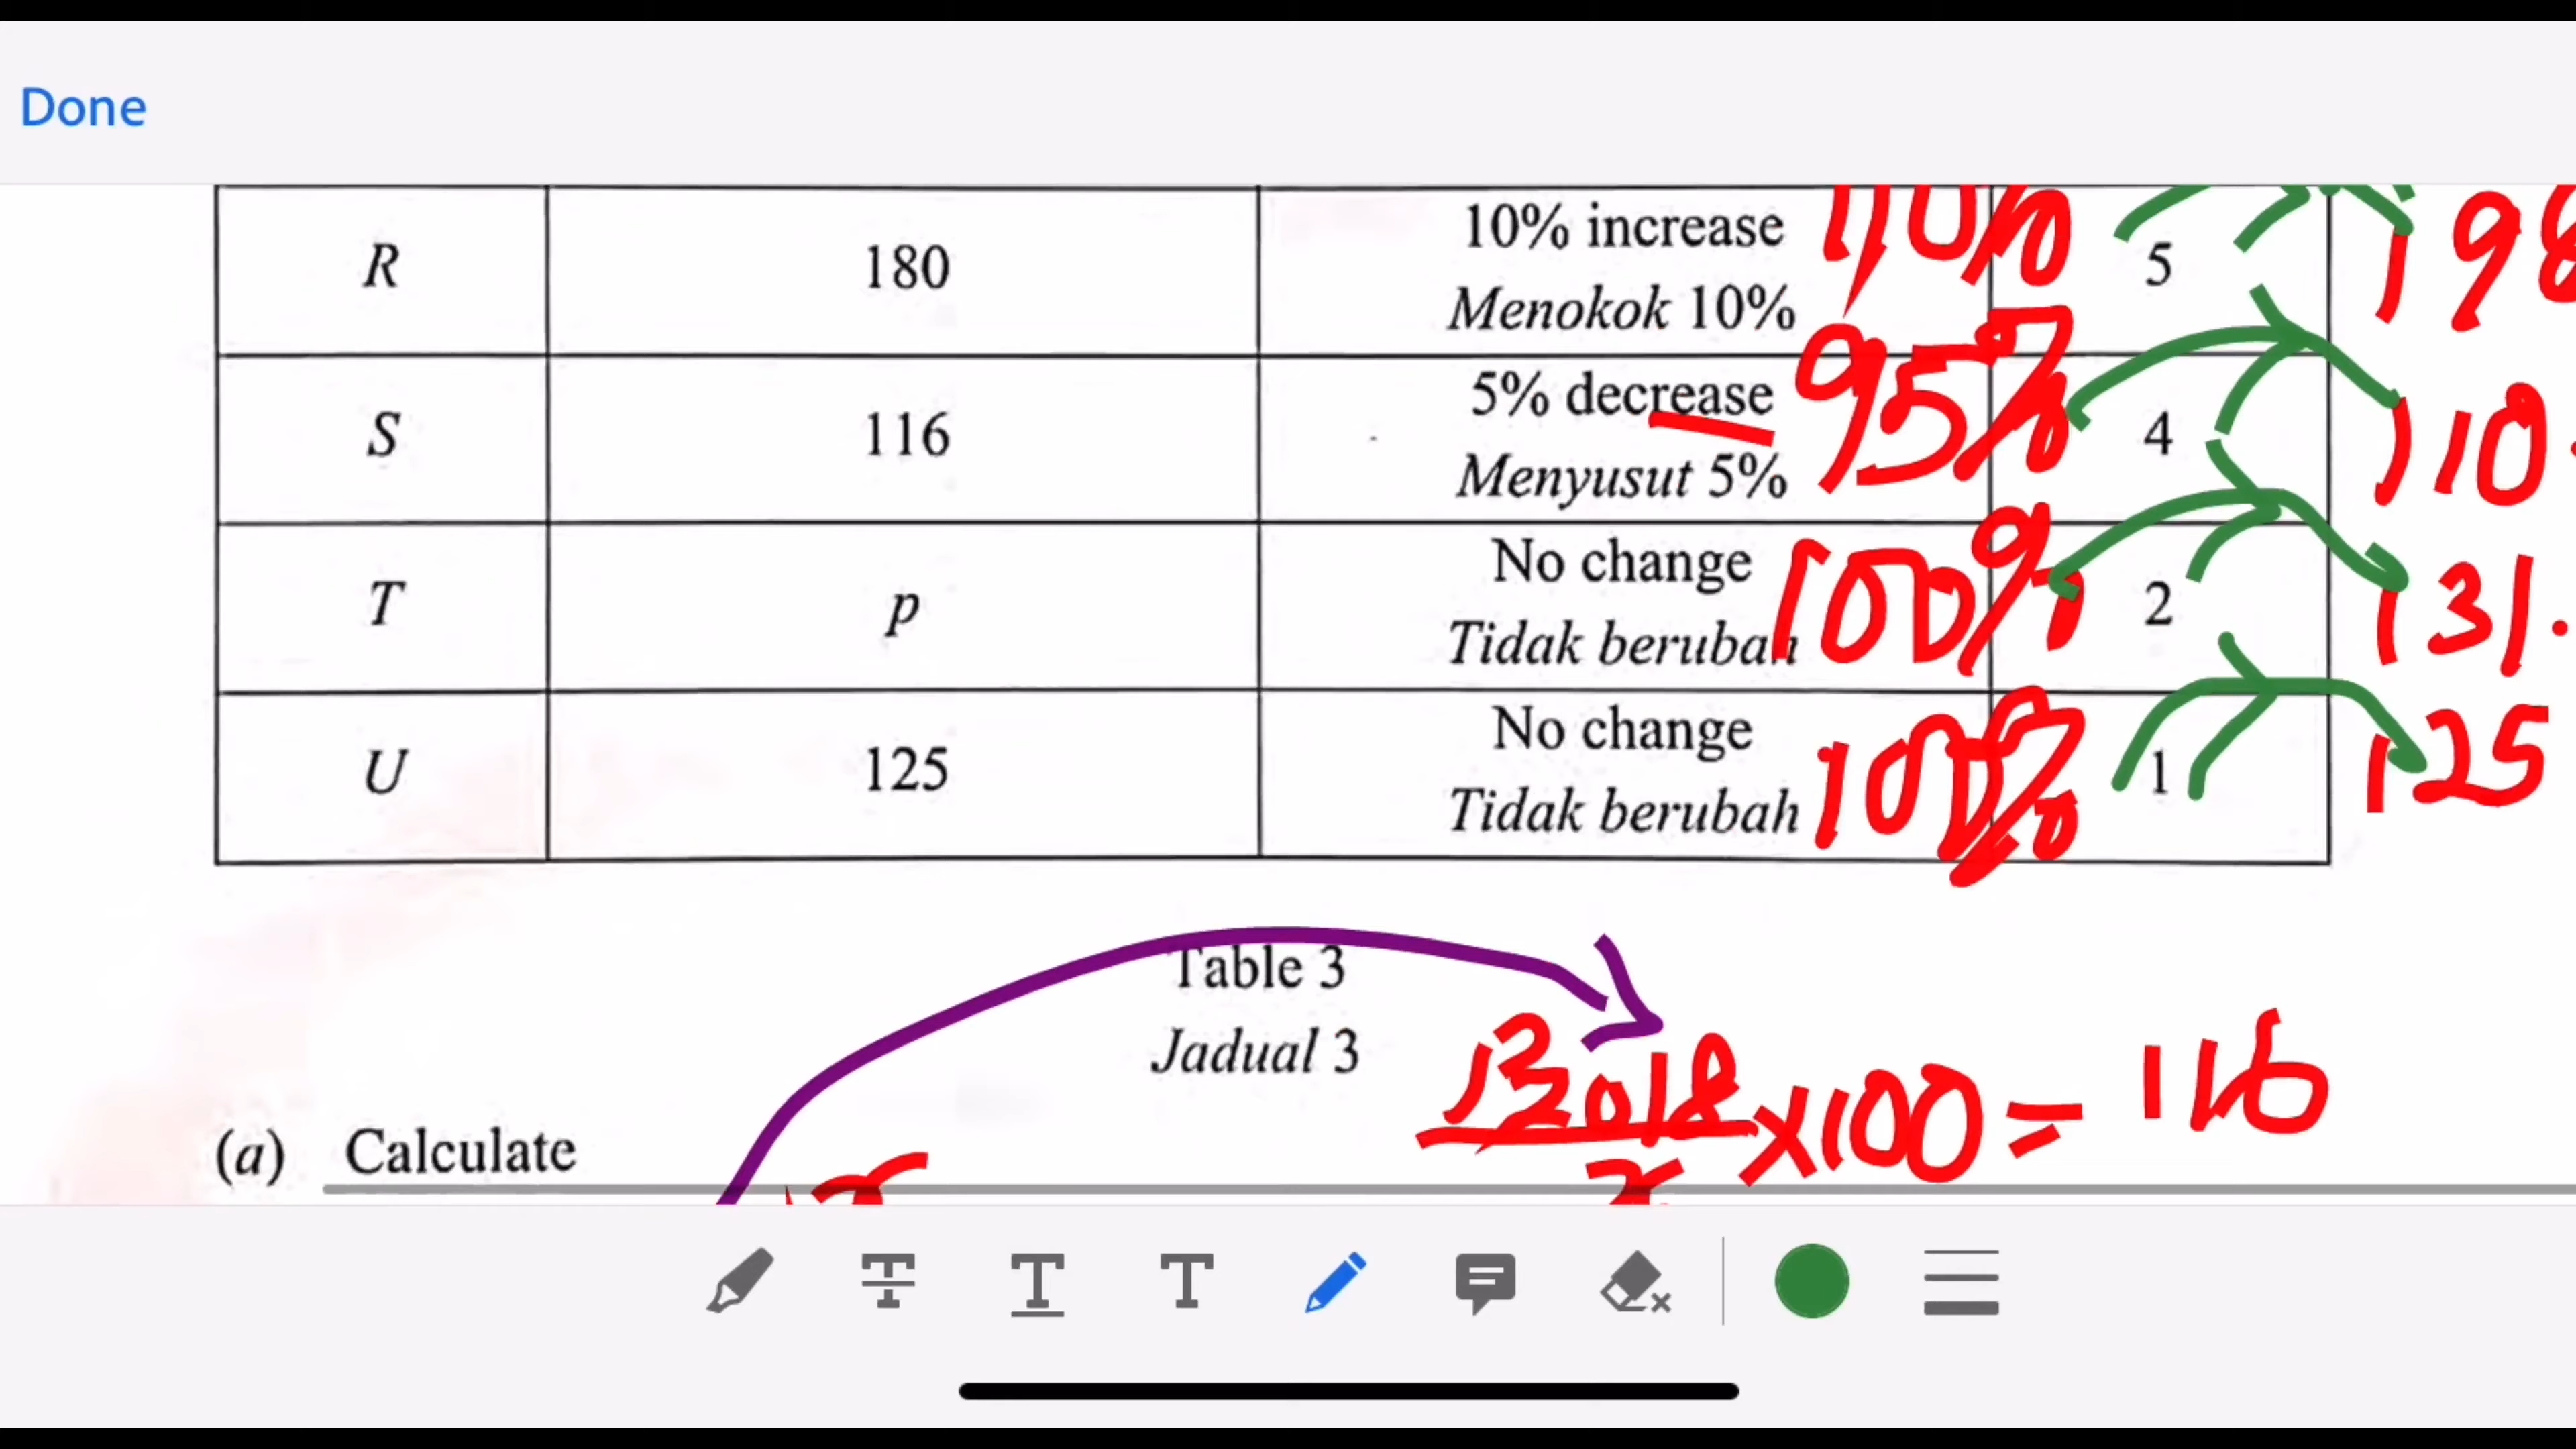 Done
R 180 10% increase 110% 5 198
Menokok 10%
S 116 5% decrease 95% 4 110.
Menyusut 5%
T p No change 100% 2 131.
Tidak berubah
U 125 No change 100% 1 125
Tidak berubah
Table 3
Jadual 3
×100 = 116
(a) Calculate